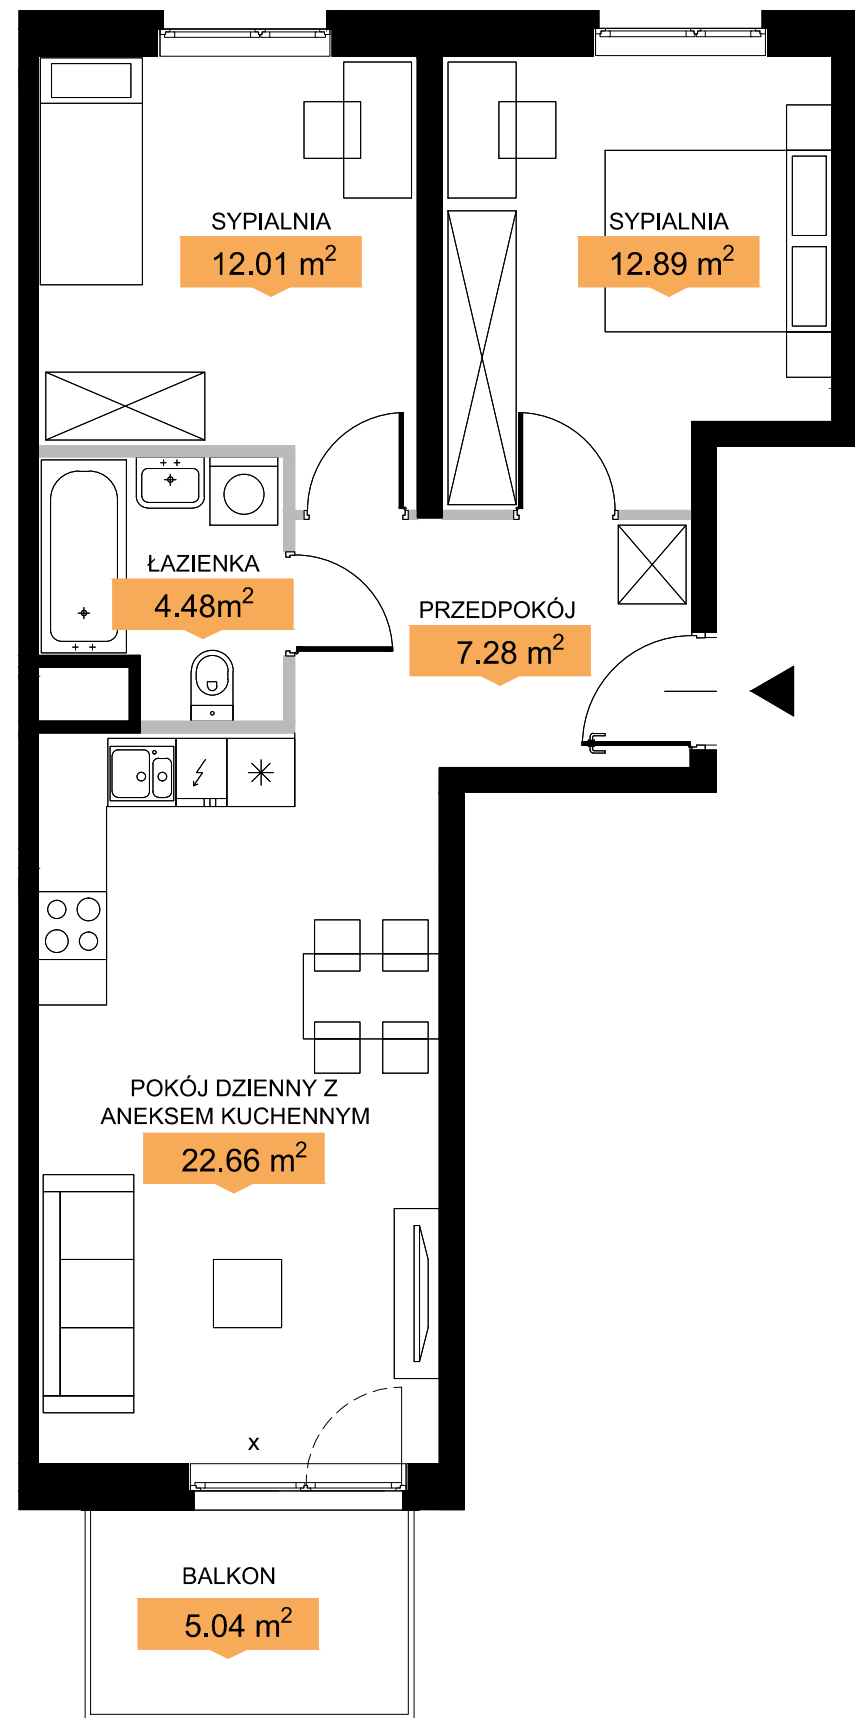 SYPIALNIA
12.01 m²
SYPIALNIA
12.89 m²
ŁAZIENKA
4.48m²
PRZEDPOKÓJ
7.28 m²
POKÓJ DZIENNY Z
ANEKSEM KUCHENNYM
22.66 m²
x
BALKON
5.04 m²